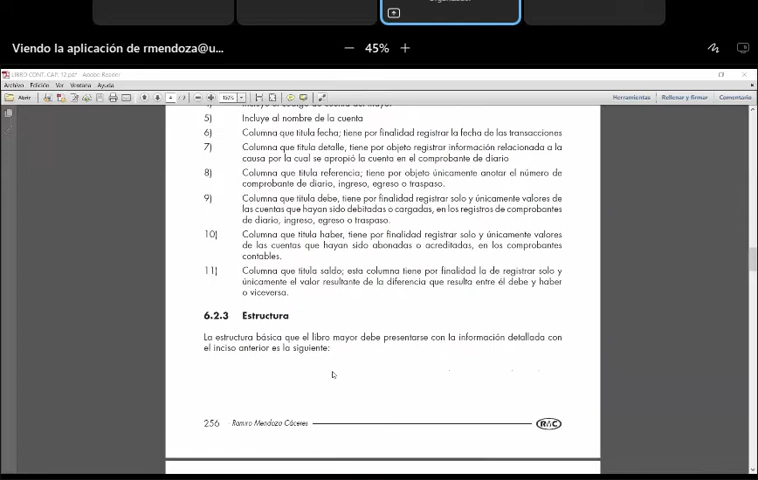 Organizador
Viendo la aplicación de rmendoza@u...
45%
LIBRO CONT. CAP. 12.pdf - Adobe Reader
Archivo Edición Ver Ventana Ayuda
Abrir
Herramientas
Rellenar y firmar
Comentario
5) Incluye al nombre de la cuenta
6) Columna que titula fecha; tiene por finalidad registrar la fecha de las transacciones
7) Columna que titula detalle, tiene por objeto registrar información relacionada a la
causa por la cual se apropió la cuenta en el comprobante de diario
8) Columna que titula referencia; tiene por objeto únicamente anotar el número de
comprobante de diario, ingreso, egreso o traspaso.
9) Columna que titula debe, tiene por finalidad registrar solo y únicamente valores de
las cuentas que hayan sido debitadas o cargadas, en los registros de comprobantes
de diario, ingreso, egreso o traspaso.
10) Columna que titula haber, tiene por finalidad registrar solo y únicamente valores
de las cuentas que hayan sido abonadas o acreditadas, en los comprobantes
contables.
11) Columna que titula saldo; esta columna tiene por finalidad la de registrar solo y
únicamente el valor resultante de la diferencia que resulta entre él debe y haber
o viceversa.
6.2.3 Estructura
La estructura básica que el libro mayor debe presentarse con la información detallada con
el inciso anterior es la siguiente:
256 Ramiro Mendoza Cáceres